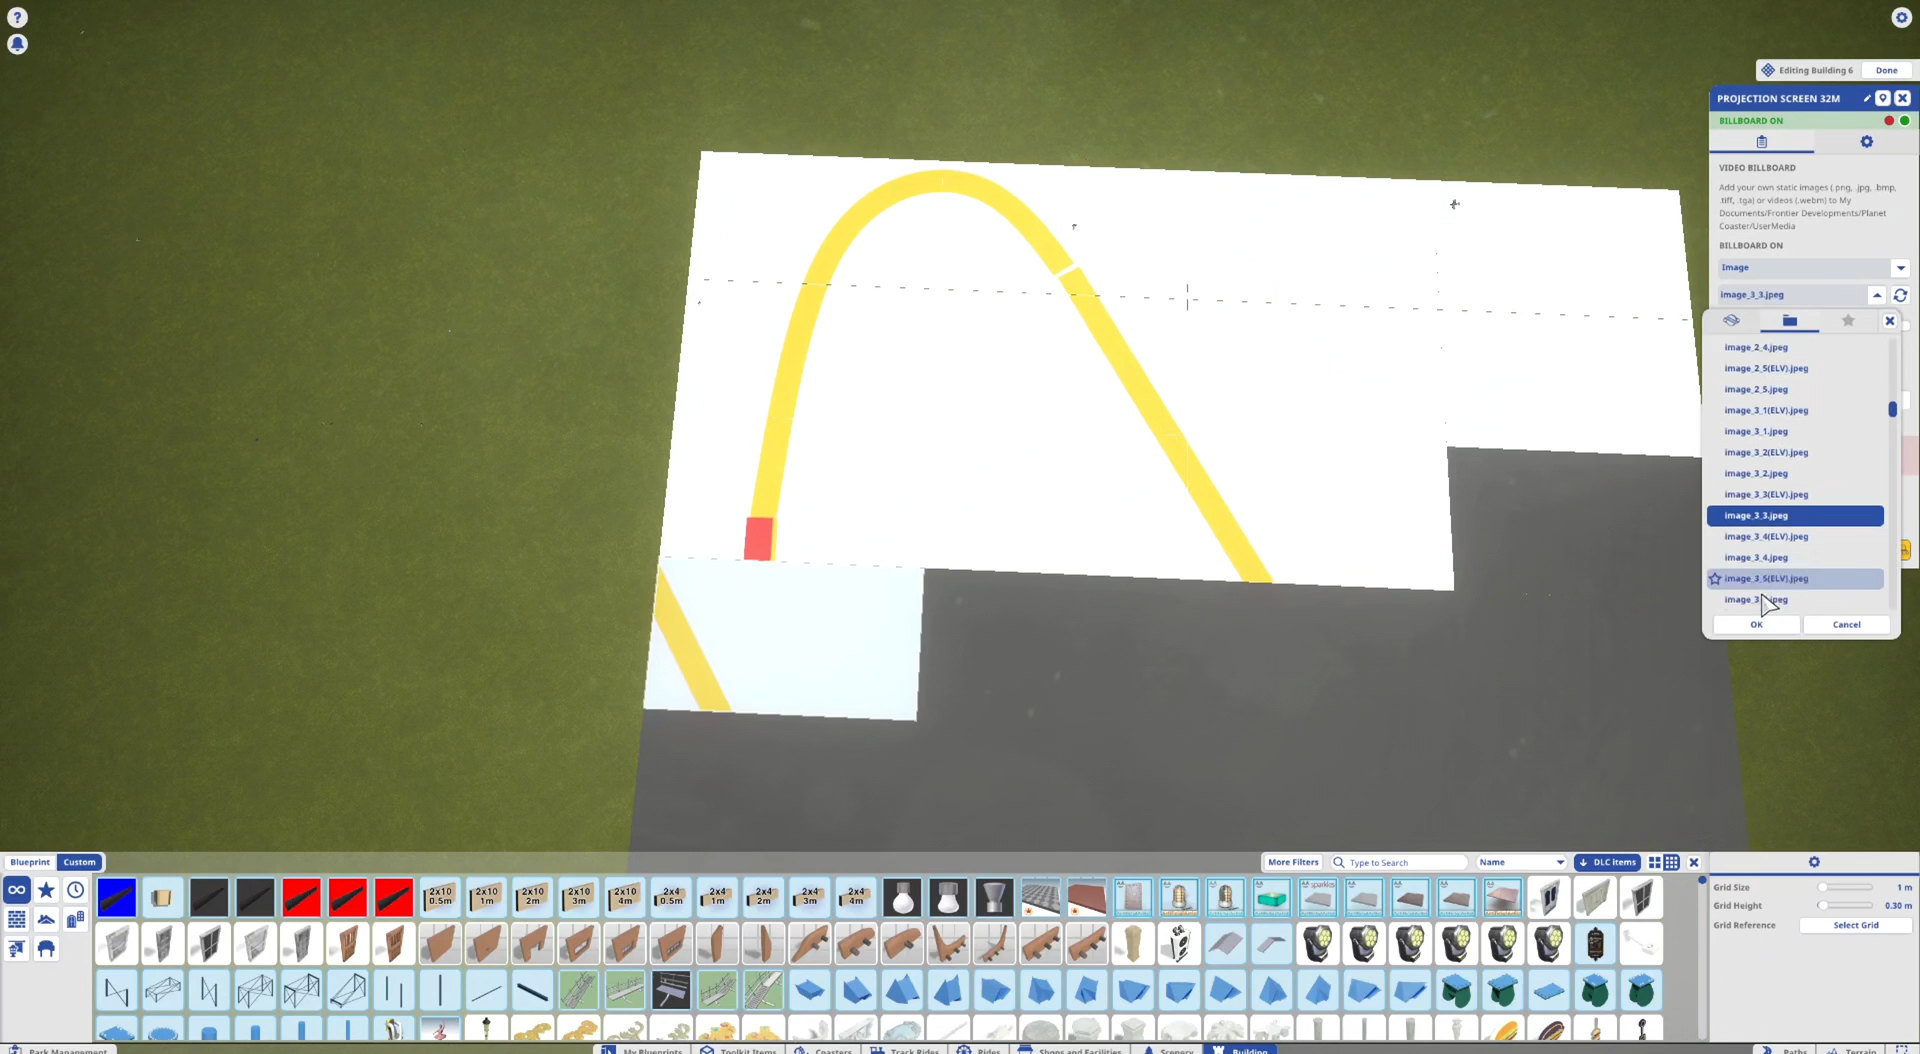 ?
Editing Building 6 Done
PROJECTION SCREEN 32M
BILLBOARD ON
VIDEO BILLBOARD
Add your own static images (.png, .jpg, .bmp,
.tiff, .tga) or videos (.webm) to My
Documents/Frontier Developments/Planet
Coaster/UserMedia
BILLBOARD ON
Image
image_3_3.jpeg
image_2_4.jpeg
image_2_5(ELV).jpeg
image_2_5.jpeg
image_3_1(ELV).jpeg
image_3_1.jpeg
image_3_2(ELV).jpeg
image_3_2.jpeg
image_3_3(ELV).jpeg
image_3_3.jpeg
image_3_4(ELV).jpeg
image_3_4.jpeg
image_3_5(ELV).jpeg
OK Cancel
Blueprint Custom
More Filters Type to Search Name DLC items
2x10 0.5m 2x10 1m 2x10 2m 2x10 3m 2x10 4m 2x4 0.5m 2x4 1m 2x4 2m 2x4 3m 2x4 4m
sparkles
Grid Size 1 m
Grid Height 0.30 m
Grid Reference Select Grid
Park Management My Blueprints Toolkit Items Coasters Track Rides Rides Shops and Facilities Scenery Building Paths Terrain